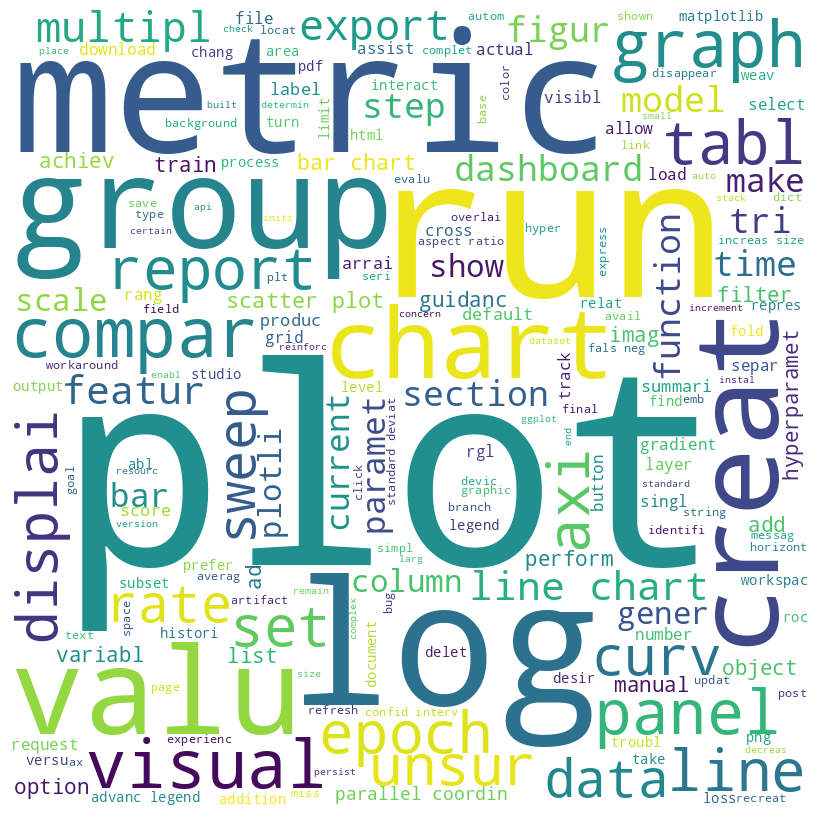 multipl
file
check
locat
export
autom
figur
shown
matplotlib
graph
place
download
chang
area
assist
complet
actual
pdf
metric
label
interact
color
visibl
disappear
weav
built
determin
limit
step
base
model
select
background
turn
html
allow
small
link
tabl
achiev
train
process
bar chart
dashboard
load
auto
make
group
run
evalu
save
type
api
initi
overlai
hyper
stack
dict
certain
plt
cross
aspect ratio
express
function
tri
increas size
report
arrai
seri
show
time
scale
rang
field
scatter plot
guidanc
default
relat
avail
filter
increment
repres
compar
produc
grid
concern
chart
imag
fals neg
dataset
fold
workaround
reinforc
separ
creat
instal
output
enabl
studio
featur
level
section
track
final
summari
find
emb
hyperparamet
displai
goal
sweep
plotli
current
paramet
standard deviat
click
ggplot
end
axi
button
gradient
layer
plot
abl
resourc
bar
score
version
rgl
devic
graphic
branch
legend
singl
standard
string
identifi
add
messag
horizont
simpl
larg
prefer
averag
ad
subset
artifact
remain
bug
column
line chart
perform
workspac
rate
text
space
histori
set
complex
document
log
gener
number
roc
variabl
list
delet
curv
object
valu
page
size
desir
manual
updat
post
refresh
confid interv
panel
request
experienc
epoch
troubl
png
decreas
versu
ax
visual
persist
unsur
data
take
line
option
advanc legend
addition
miss
parallel coordin
loss
recreat